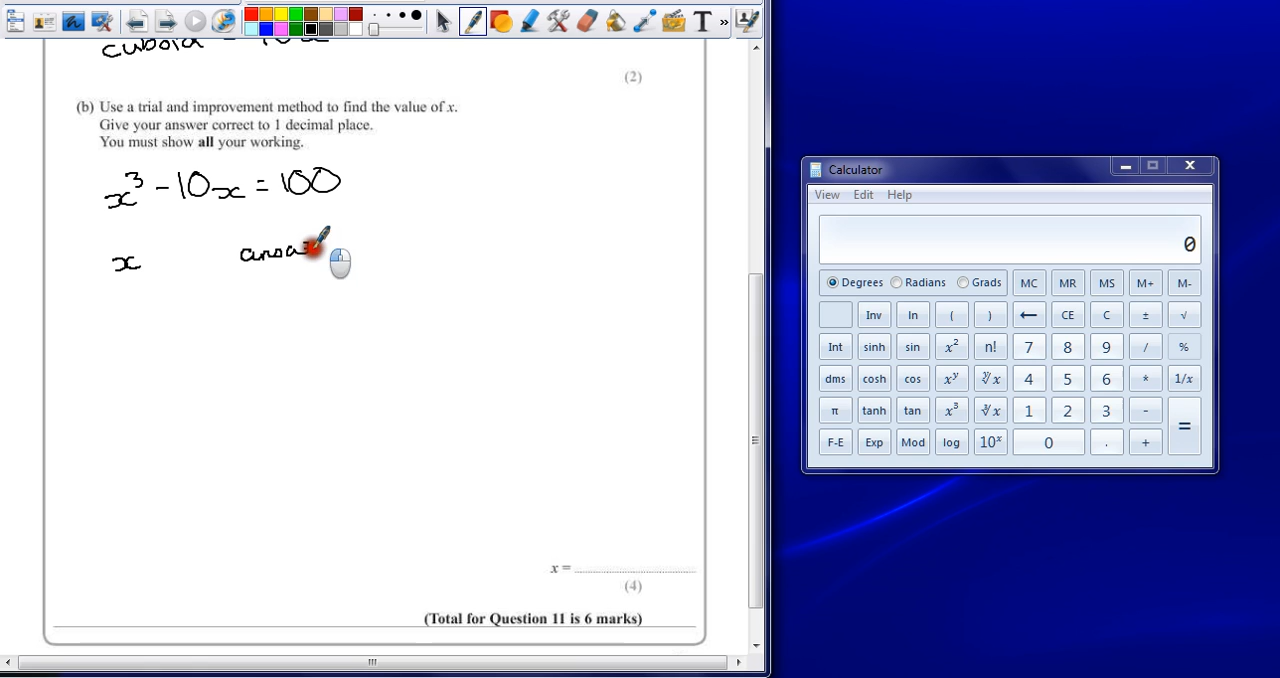 cuboid = 10x
(2)
(b) Use a trial and improvement method to find the value of x.
Give your answer correct to 1 decimal place.
You must show all your working.
x³ - 10x = 100
x
x = ............
(4)
(Total for Question 11 is 6 marks)
T »
Calculator
View Edit Help
0
Degrees Radians Grads MC MR MS M+ M-
Inv ln ( ) ← CE C ± √
Int sinh sin x² n! 7 8 9 / %
dms cosh cos xʸ ʸ√x 4 5 6 * 1/x
π tanh tan x³ ³√x 1 2 3 - =
F-E Exp Mod log 10ˣ 0 . +